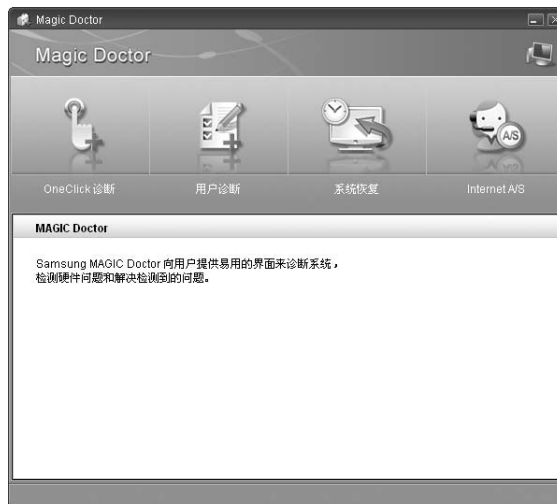 Magic Doctor
Magic Doctor
A/S
OneClick 诊断
用户诊断
系统恢复
Internet A/S
MAGIC Doctor
Samsung MAGIC Doctor 向用户提供易用的界面来诊断系统，
检测硬件问题和解决检测到的问题。